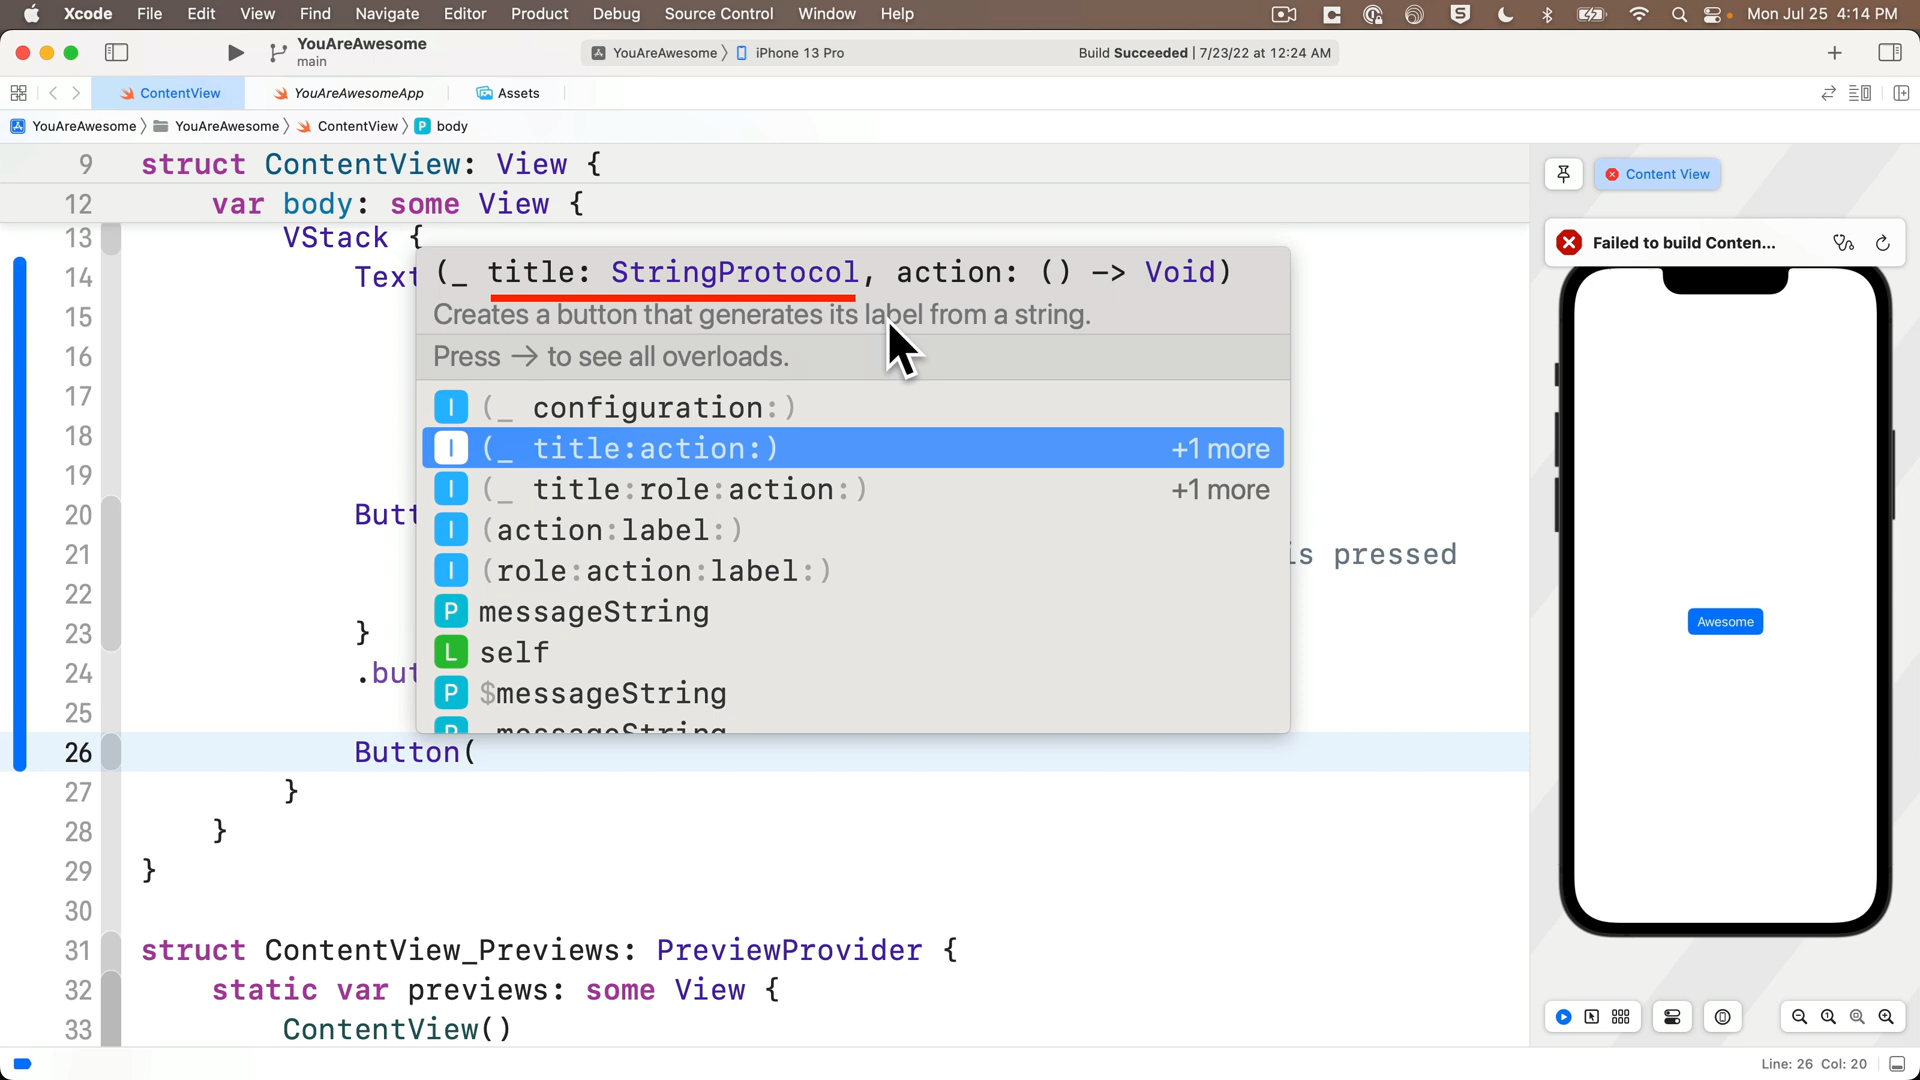 Xcode File Edit View Find Navigate Editor Product Debug Source Control Window Help
Mon Jul 25 4:14 PM
YouAreAwesome
main
YouAreAwesome 〉 iPhone 13 Pro
Build Succeeded | 7/23/22 at 12:24 AM
ContentView YouAreAwesomeApp Assets
YouAreAwesome 〉 YouAreAwesome 〉 ContentView 〉 P body
9 struct ContentView: View {
12 var body: some View {
13 VStack {
14 Text
15
16
17
18
19
20 Butt
21 is pressed
22
23 }
24 .but
25
26 Button(
27 }
28 }
29 }
30
31 struct ContentView_Previews: PreviewProvider {
32 static var previews: some View {
33 ContentView()
(_ title: StringProtocol, action: () -> Void)
Creates a button that generates its label from a string.
Press → to see all overloads.
I (_ configuration:)
I (_ title:action:) +1 more
I (_ title:role:action:) +1 more
I (action:label:)
I (role:action:label:)
P messageString
L self
P $messageString
P _messageString
Content View
Failed to build Conten...
Awesome
Line: 26 Col: 20